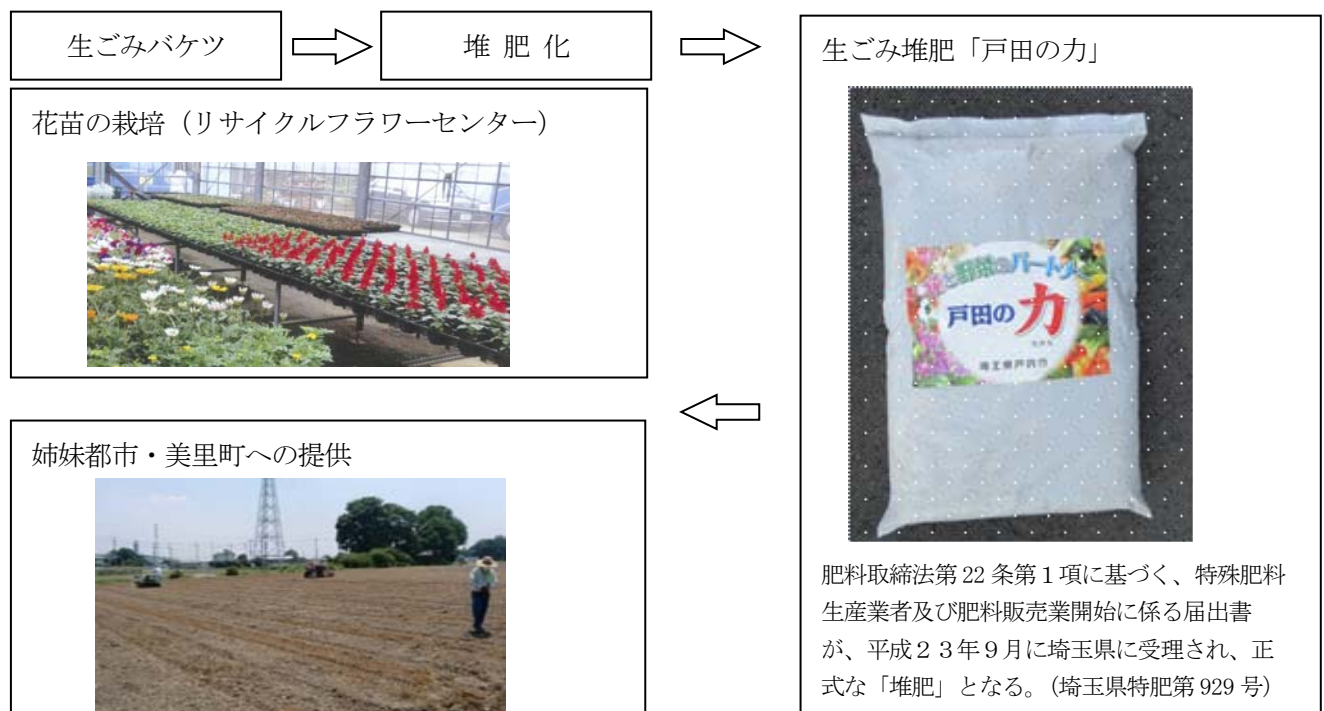 生ごみバケツ
堆 肥 化
生ごみ堆肥「戸田の力」
野菜のパートナー
戸田の力
埼玉県戸田市
肥料取締法第 22 条第１項に基づく、特殊肥料
生産業者及び肥料販売業開始に係る届出書
が、平成２３年９月に埼玉県に受理され、正
式な「堆肥」となる。（埼玉県特肥第 929 号）
花苗の栽培（リサイクルフラワーセンター）
姉妹都市・美里町への提供